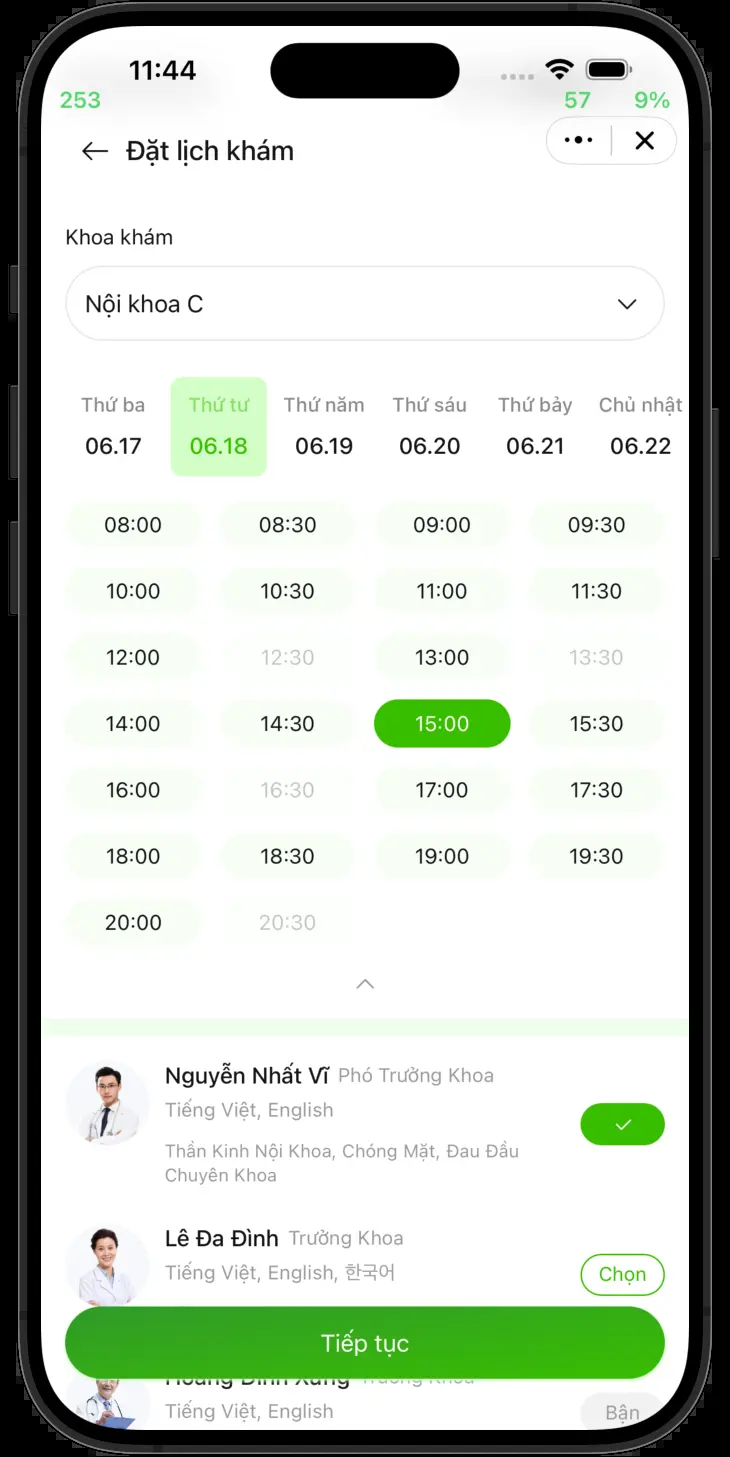 11:44
253 57 9%
Đặt lịch khám
Khoa khám
Nội khoa C
Thứ ba Thứ tư Thứ năm Thứ sáu Thứ bảy Chủ nhật
06.17 06.18 06.19 06.20 06.21 06.22
08:00 08:30 09:00 09:30
10:00 10:30 11:00 11:30
12:00 12:30 13:00 13:30
14:00 14:30 15:00 15:30
16:00 16:30 17:00 17:30
18:00 18:30 19:00 19:30
20:00 20:30
Nguyễn Nhất Vĩ Phó Trưởng Khoa
Tiếng Việt, English
Thần Kinh Nội Khoa, Chóng Mặt, Đau Đầu
Chuyên Khoa
Lê Đa Đình Trưởng Khoa
Tiếng Việt, English, 한국어
Chọn
Tiếp tục
Tiếng Việt, English
Bận